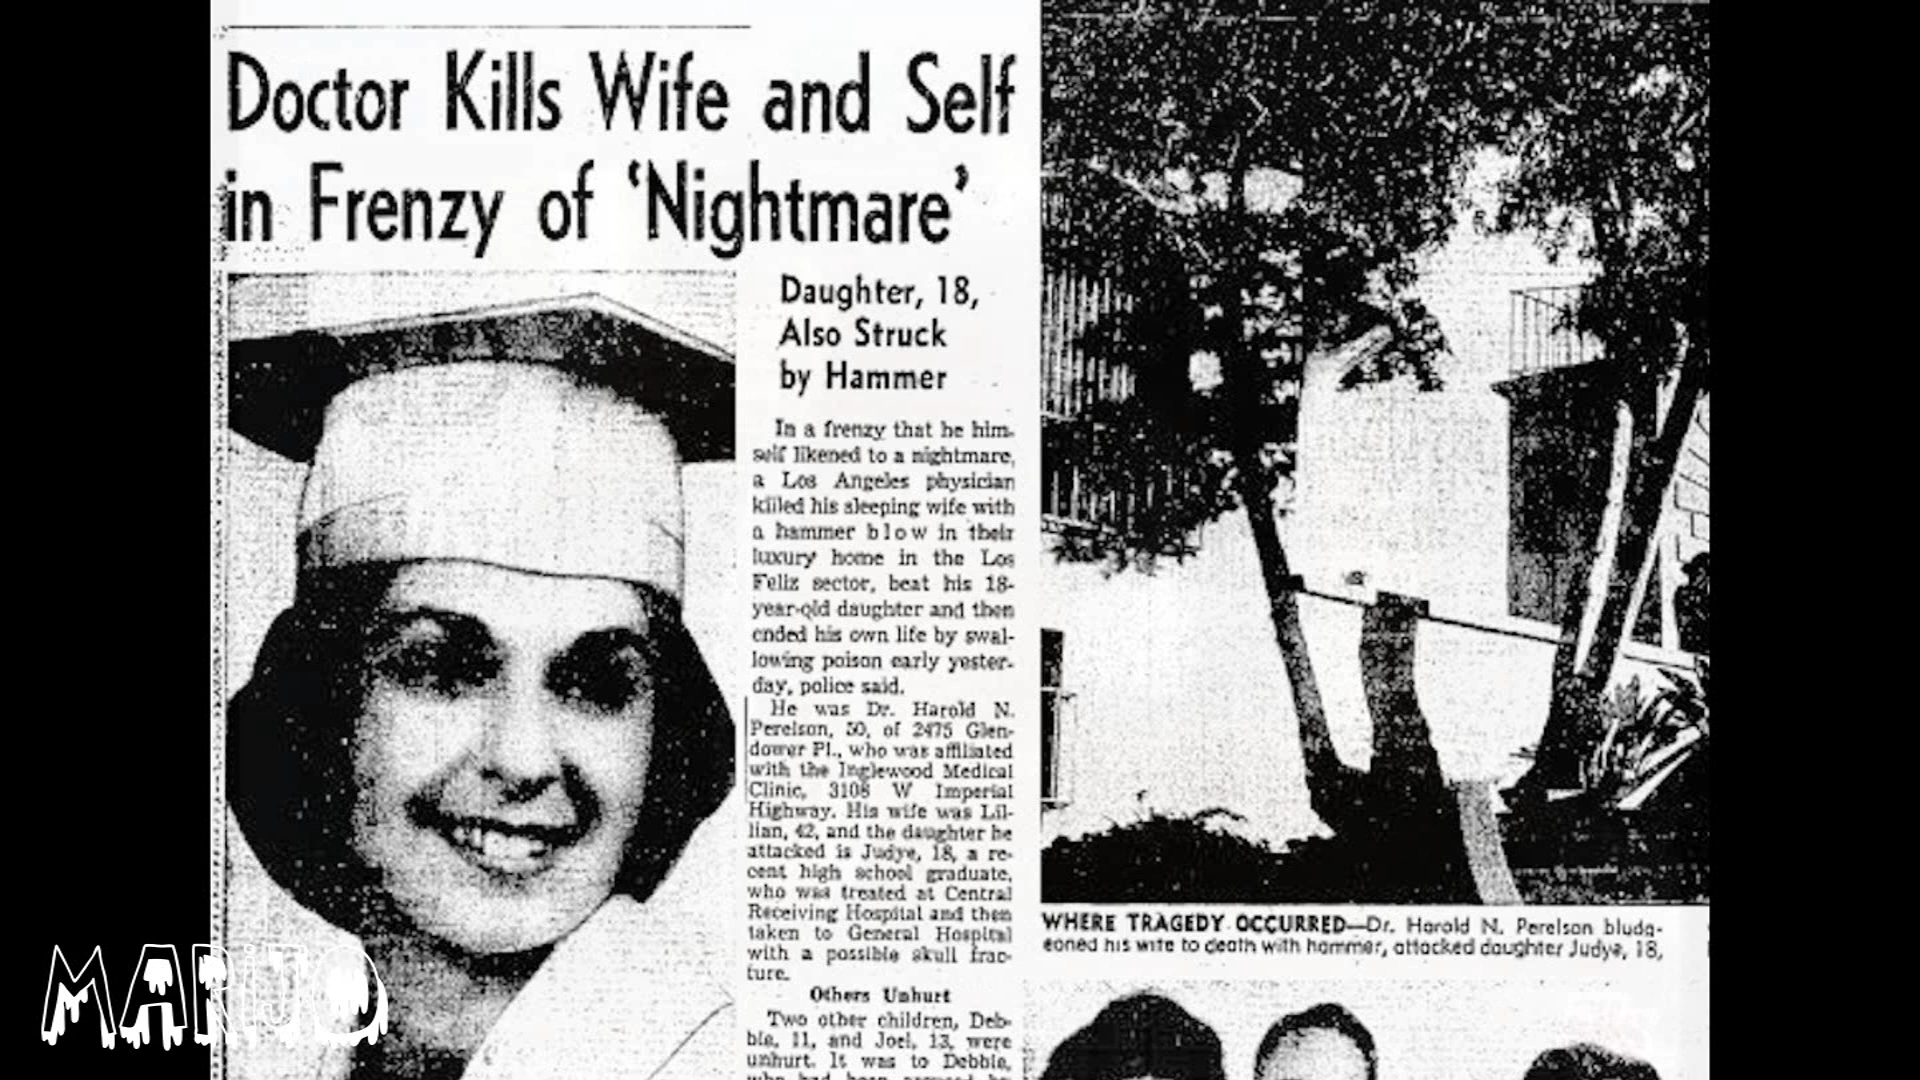 Doctor Kills Wife and Self
in Frenzy of ‘Nightmare’
Daughter, 18,
Also Struck
by Hammer
In a frenzy that he him-
self likened to a nightmare,
a Los Angeles physician
killed his sleeping wife with
a hammer blow in their
luxury home in the Los
Feliz sector, beat his 18-
year-old daughter and then
ended his own life by swal-
lowing poison early yester-
day, police said.
He was Dr. Harold N.
Perelson, 50, of 2475 Glen-
dower Pl., who was affiliated
with the Inglewood Medical
Clinic, 3108 W Imperial
Highway. His wife was Lil-
lian, 42, and the daughter he
attacked is Judye, 18, a re-
cent high school graduate,
who was treated at Central
Receiving Hospital and then
taken to General Hospital
with a possible skull frac-
ture.
Others Unhurt
Two other children, Deb-
bie, 11, and Joel, 13, were
unhurt. It was to Debbie,
who had been
WHERE TRAGEDY OCCURRED—Dr. Harold N. Perelson bludg-
eoned his wife to death with hammer, attacked daughter Judye, 18,
MARIJO